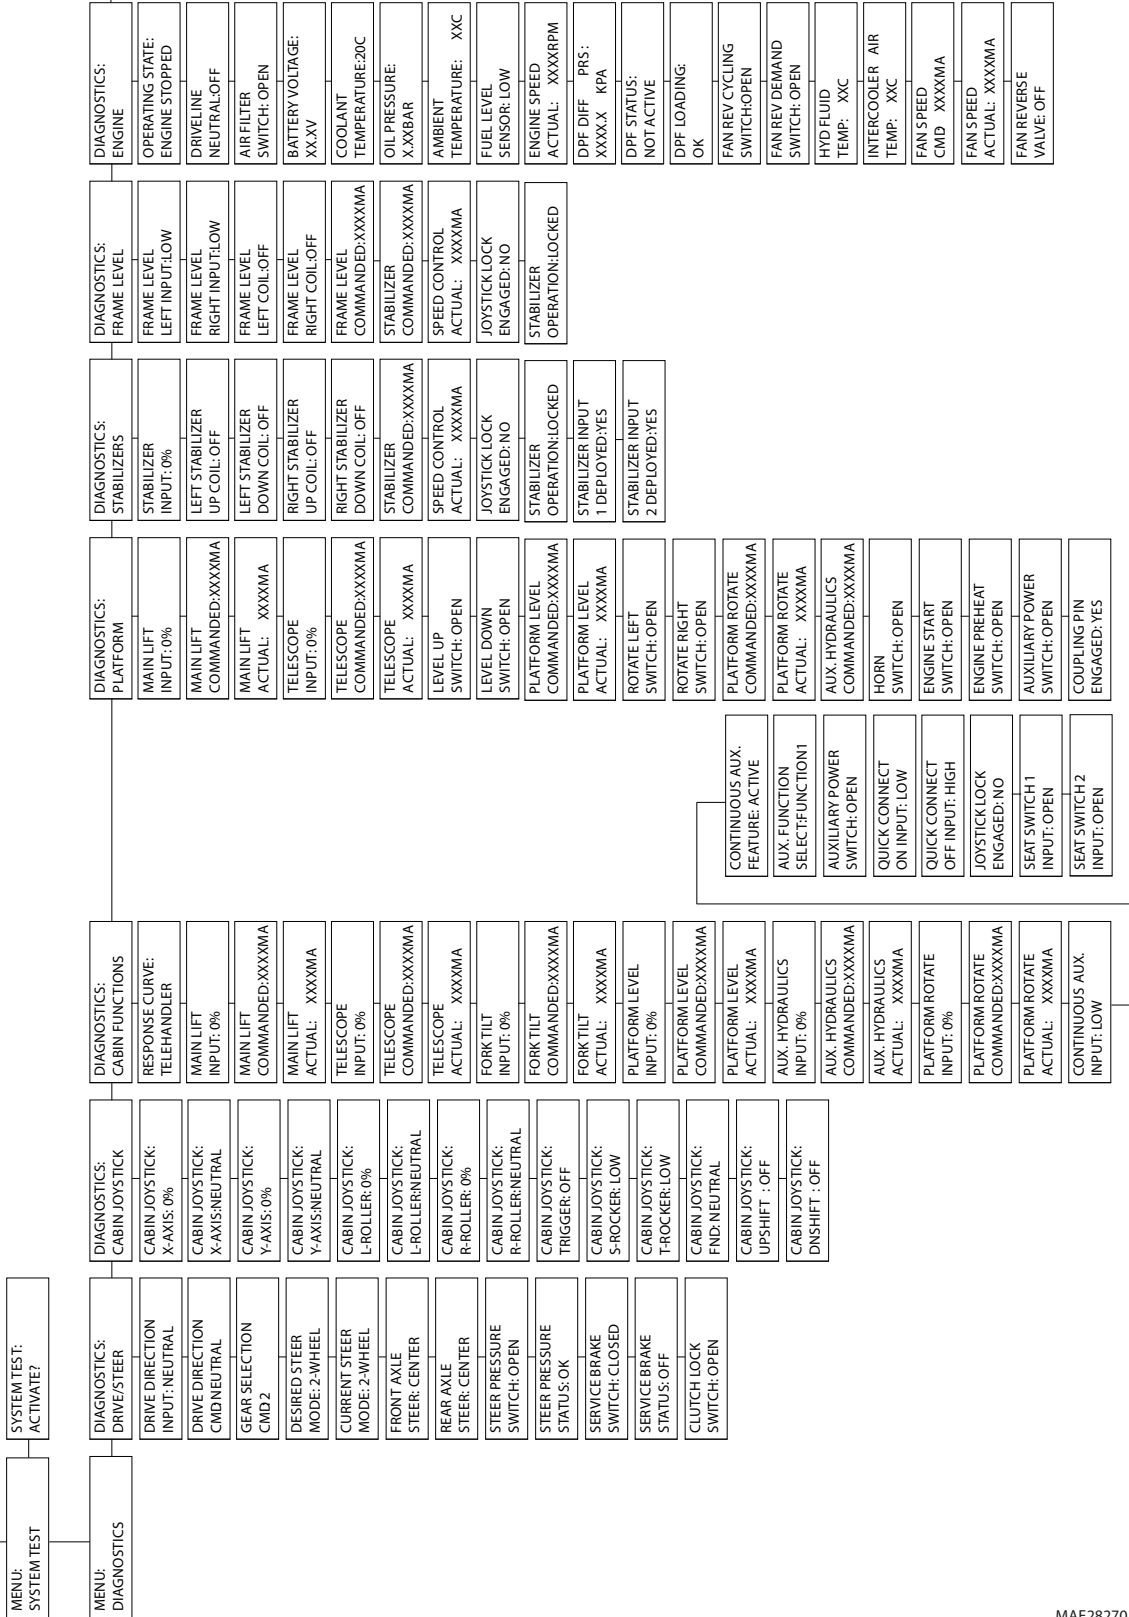 MENU:
SYSTEM TEST
SYSTEM TEST:
ACTIVATE?
MENU:
DIAGNOSTICS
DIAGNOSTICS:
DRIVE/STEER
DRIVE DIRECTION
INPUT: NEUTRAL
DRIVE DIRECTION
CMD:NEUTRAL
GEAR SELECTION
CMD:2
DESIRED STEER
MODE: 2-WHEEL
CURRENT STEER
MODE: 2-WHEEL
FRONT AXLE
STEER: CENTER
REAR AXLE
STEER: CENTER
STEER PRESSURE
SWITCH: OPEN
STEER PRESSURE
STATUS: OK
SERVICE BRAKE
SWITCH: CLOSED
SERVICE BRAKE
STATUS: OFF
CLUTCH LOCK
SWITCH: OPEN
DIAGNOSTICS:
CABIN JOYSTICK
CABIN JOYSTICK:
X-AXIS: 0%
CABIN JOYSTICK:
X-AXIS:NEUTRAL
CABIN JOYSTICK:
Y-AXIS: 0%
CABIN JOYSTICK:
Y-AXIS:NEUTRAL
CABIN JOYSTICK:
L-ROLLER: 0%
CABIN JOYSTICK:
L-ROLLER:NEUTRAL
CABIN JOYSTICK:
R-ROLLER: 0%
CABIN JOYSTICK:
R-ROLLER:NEUTRAL
CABIN JOYSTICK:
TRIGGER: OFF
CABIN JOYSTICK:
S-ROCKER: LOW
CABIN JOYSTICK:
T-ROCKER: LOW
CABIN JOYSTICK:
FND: NEUTRAL
CABIN JOYSTICK:
UPSHIFT : OFF
CABIN JOYSTICK:
DNSHIFT : OFF
DIAGNOSTICS:
CABIN FUNCTIONS
RESPONSE CURVE:
TELEHANDLER
MAIN LIFT
INPUT: 0%
MAIN LIFT
COMMANDED:XXXXMA
MAIN LIFT
ACTUAL: XXXXMA
TELESCOPE
INPUT: 0%
TELESCOPE
COMMANDED:XXXXMA
TELESCOPE
ACTUAL: XXXXMA
FORK TILT
INPUT: 0%
FORK TILT
COMMANDED:XXXXMA
FORK TILT
ACTUAL: XXXXMA
PLATFORM LEVEL
INPUT: 0%
PLATFORM LEVEL
COMMANDED:XXXXMA
PLATFORM LEVEL
ACTUAL: XXXXMA
AUX. HYDRAULICS
INPUT: 0%
AUX. HYDRAULICS
COMMANDED:XXXXMA
AUX. HYDRAULICS
ACTUAL: XXXXMA
PLATFORM ROTATE
INPUT: 0%
PLATFORM ROTATE
COMMANDED:XXXXMA
PLATFORM ROTATE
ACTUAL: XXXXMA
CONTINUOUS AUX.
INPUT: LOW
CONTINUOUS AUX.
FEATURE: ACTIVE
AUX. FUNCTION
SELECT:FUNCTION1
AUXILIARY POWER
SWITCH: OPEN
QUICK CONNECT
ON INPUT: LOW
QUICK CONNECT
OFF INPUT: HIGH
JOYSTICK LOCK
ENGAGED: NO
SEAT SWITCH 1
INPUT: OPEN
SEAT SWITCH 2
INPUT: OPEN
DIAGNOSTICS:
PLATFORM
MAIN LIFT
INPUT: 0%
MAIN LIFT
COMMANDED:XXXXMA
MAIN LIFT
ACTUAL: XXXXMA
TELESCOPE
INPUT: 0%
TELESCOPE
COMMANDED:XXXXMA
TELESCOPE
ACTUAL: XXXXMA
LEVEL UP
SWITCH: OPEN
LEVEL DOWN
SWITCH: OPEN
PLATFORM LEVEL
COMMANDED:XXXXMA
PLATFORM LEVEL
ACTUAL: XXXXMA
ROTATE LEFT
SWITCH: OPEN
ROTATE RIGHT
SWITCH: OPEN
PLATFORM ROTATE
COMMANDED:XXXXMA
PLATFORM ROTATE
ACTUAL: XXXXMA
AUX. HYDRAULICS
COMMANDED:XXXXMA
HORN
SWITCH: OPEN
ENGINE START
SWITCH: OPEN
ENGINE PREHEAT
SWITCH: OPEN
AUXILIARY POWER
SWITCH: OPEN
COUPLING PIN
ENGAGED: YES
DIAGNOSTICS:
STABILIZERS
STABILIZER
INPUT: 0%
LEFT STABILIZER
UP COIL: OFF
LEFT STABILIZER
DOWN COIL: OFF
RIGHT STABILIZER
UP COIL: OFF
RIGHT STABILIZER
DOWN COIL: OFF
STABILIZER
COMMANDED:XXXXMA
SPEED CONTROL
ACTUAL: XXXXMA
JOYSTICK LOCK
ENGAGED: NO
STABILIZER
OPERATION:LOCKED
STABILIZER INPUT
1 DEPLOYED:YES
STABILIZER INPUT
2 DEPLOYED:YES
DIAGNOSTICS:
FRAME LEVEL
FRAME LEVEL
LEFT INPUT:LOW
FRAME LEVEL
RIGHT INPUT:LOW
FRAME LEVEL
LEFT COIL:OFF
FRAME LEVEL
RIGHT COIL:OFF
FRAME LEVEL
COMMANDED:XXXXMA
STABILIZER
COMMANDED:XXXXMA
SPEED CONTROL
ACTUAL: XXXXMA
JOYSTICK LOCK
ENGAGED: NO
STABILIZER
OPERATION:LOCKED
DIAGNOSTICS:
ENGINE
OPERATING STATE:
ENGINE STOPPED
DRIVELINE
NEUTRAL:OFF
AIR FILTER
SWITCH: OPEN
BATTERY VOLTAGE:
XX.XV
COOLANT
TEMPERATURE:20C
OIL PRESSURE:
X.XXBAR
AMBIENT
TEMPERATURE: XXC
FUEL LEVEL
SENSOR: LOW
ENGINE SPEED
ACTUAL: XXXXRPM
DPF DIFF PRS:
XXXX.X KPA
DPF STATUS:
NOT ACTIVE
DPF LOADING:
OK
FAN REV CYCLING
SWITCH:OPEN
FAN REV DEMAND
SWITCH: OPEN
HYD FLUID
TEMP: XXC
INTERCOOLER AIR
TEMP: XXC
FAN SPEED
CMD XXXXMA
FAN SPEED
ACTUAL: XXXXMA
FAN REVERSE
VALVE: OFF